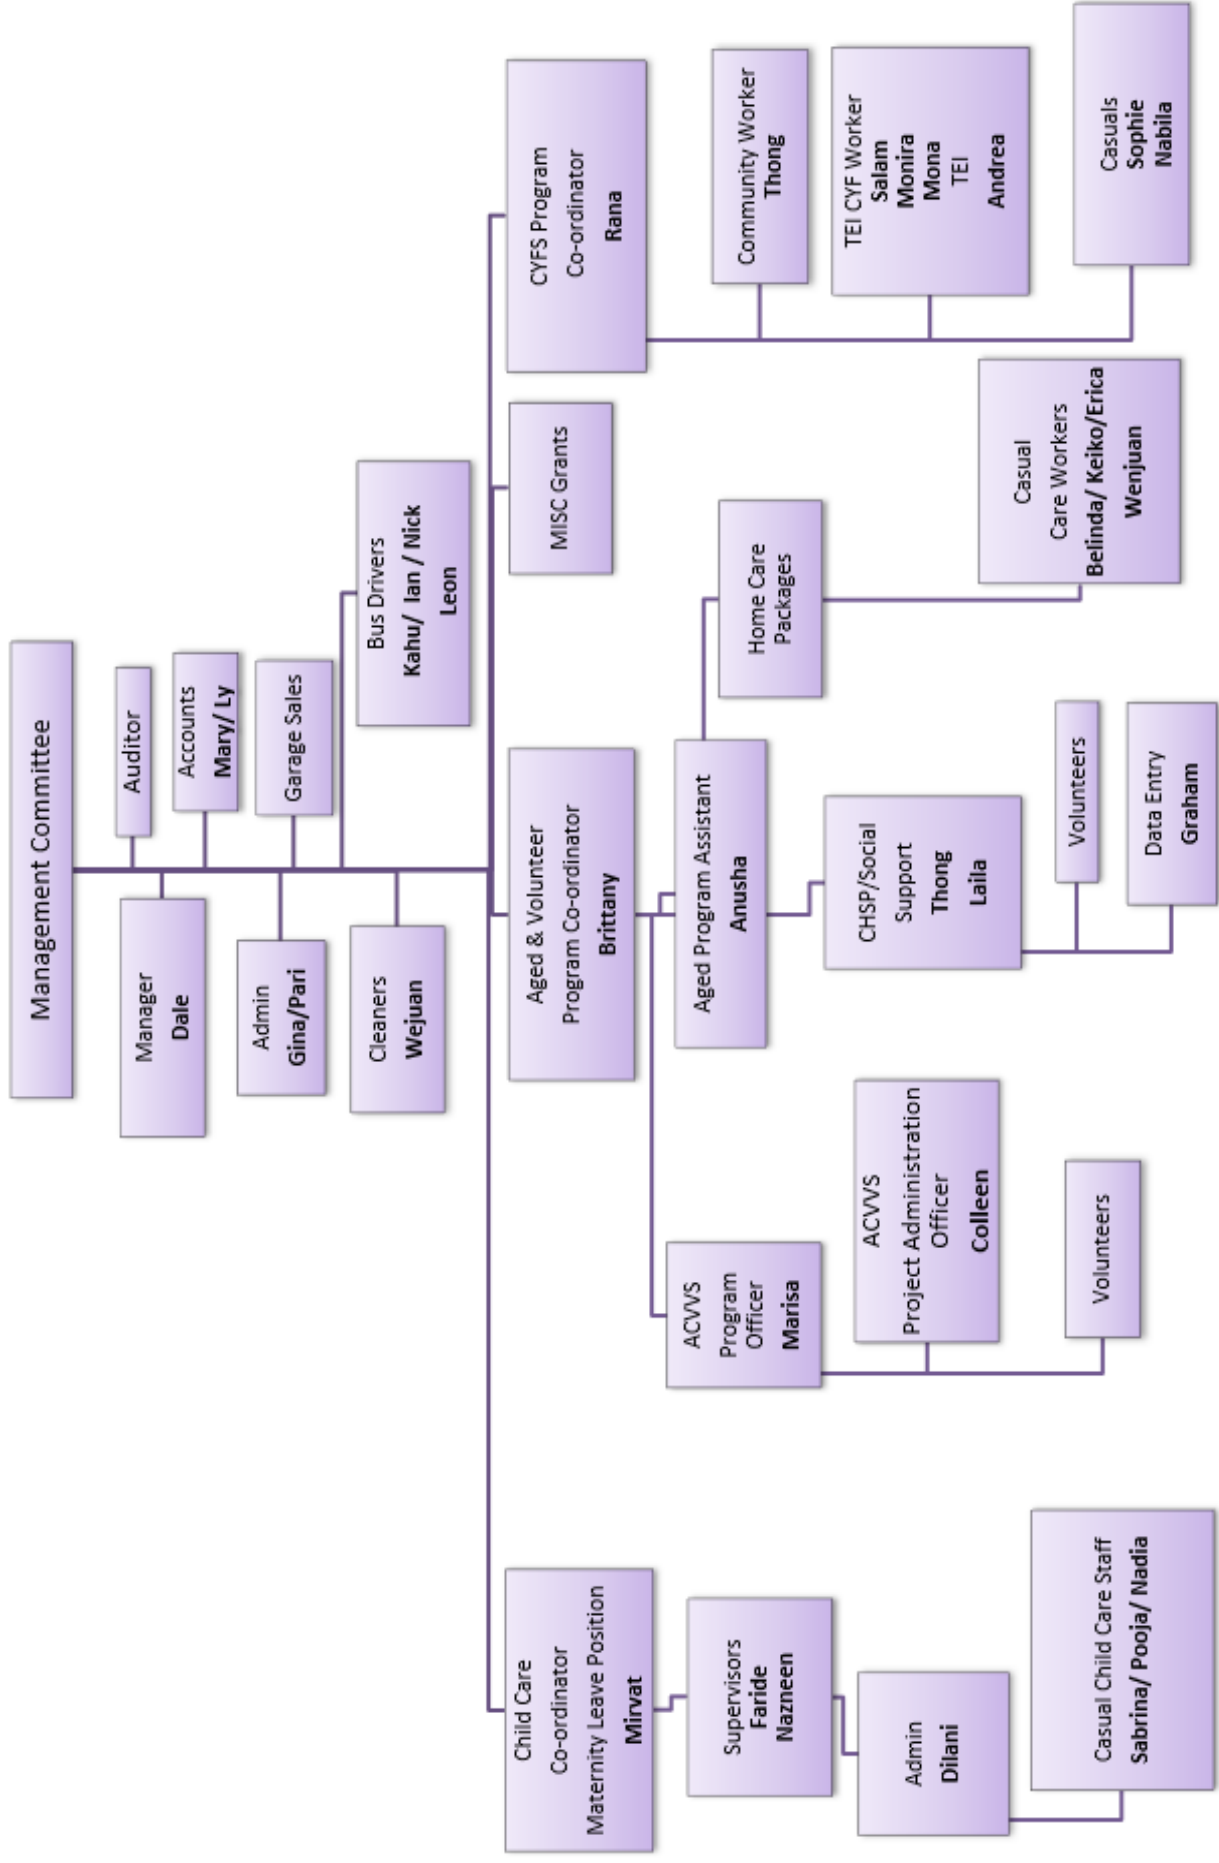 Management Committee
Manager
Dale
Auditor
Accounts
Mary/ Ly
Admin
Gina/Pari
Garage Sales
Cleaners
Wejuan
Bus Drivers
Kahu/ Ian / Nick
Leon
Child Care
Co-ordinator
Maternity Leave Position
Mirvat
Supervisors
Faride
Nazneen
Admin
Dilani
Casual Child Care Staff
Sabrina/ Pooja/ Nadia
Aged & Volunteer
Program Co-ordinator
Brittany
ACVVS
Program
Officer
Marisa
ACVVS
Project Administration
Officer
Colleen
Volunteers
Aged Program Assistant
Anusha
CHSP/Social
Support
Thong
Laila
Volunteers
Data Entry
Graham
Home Care
Packages
Casual
Care Workers
Belinda/ Keiko/Erica
Wenjuan
MISC Grants
CYFS Program
Co-ordinator
Rana
Community Worker
Thong
TEI CYF Worker
Salam
Monira
Mona
TEI
Andrea
Casuals
Sophie
Nabila